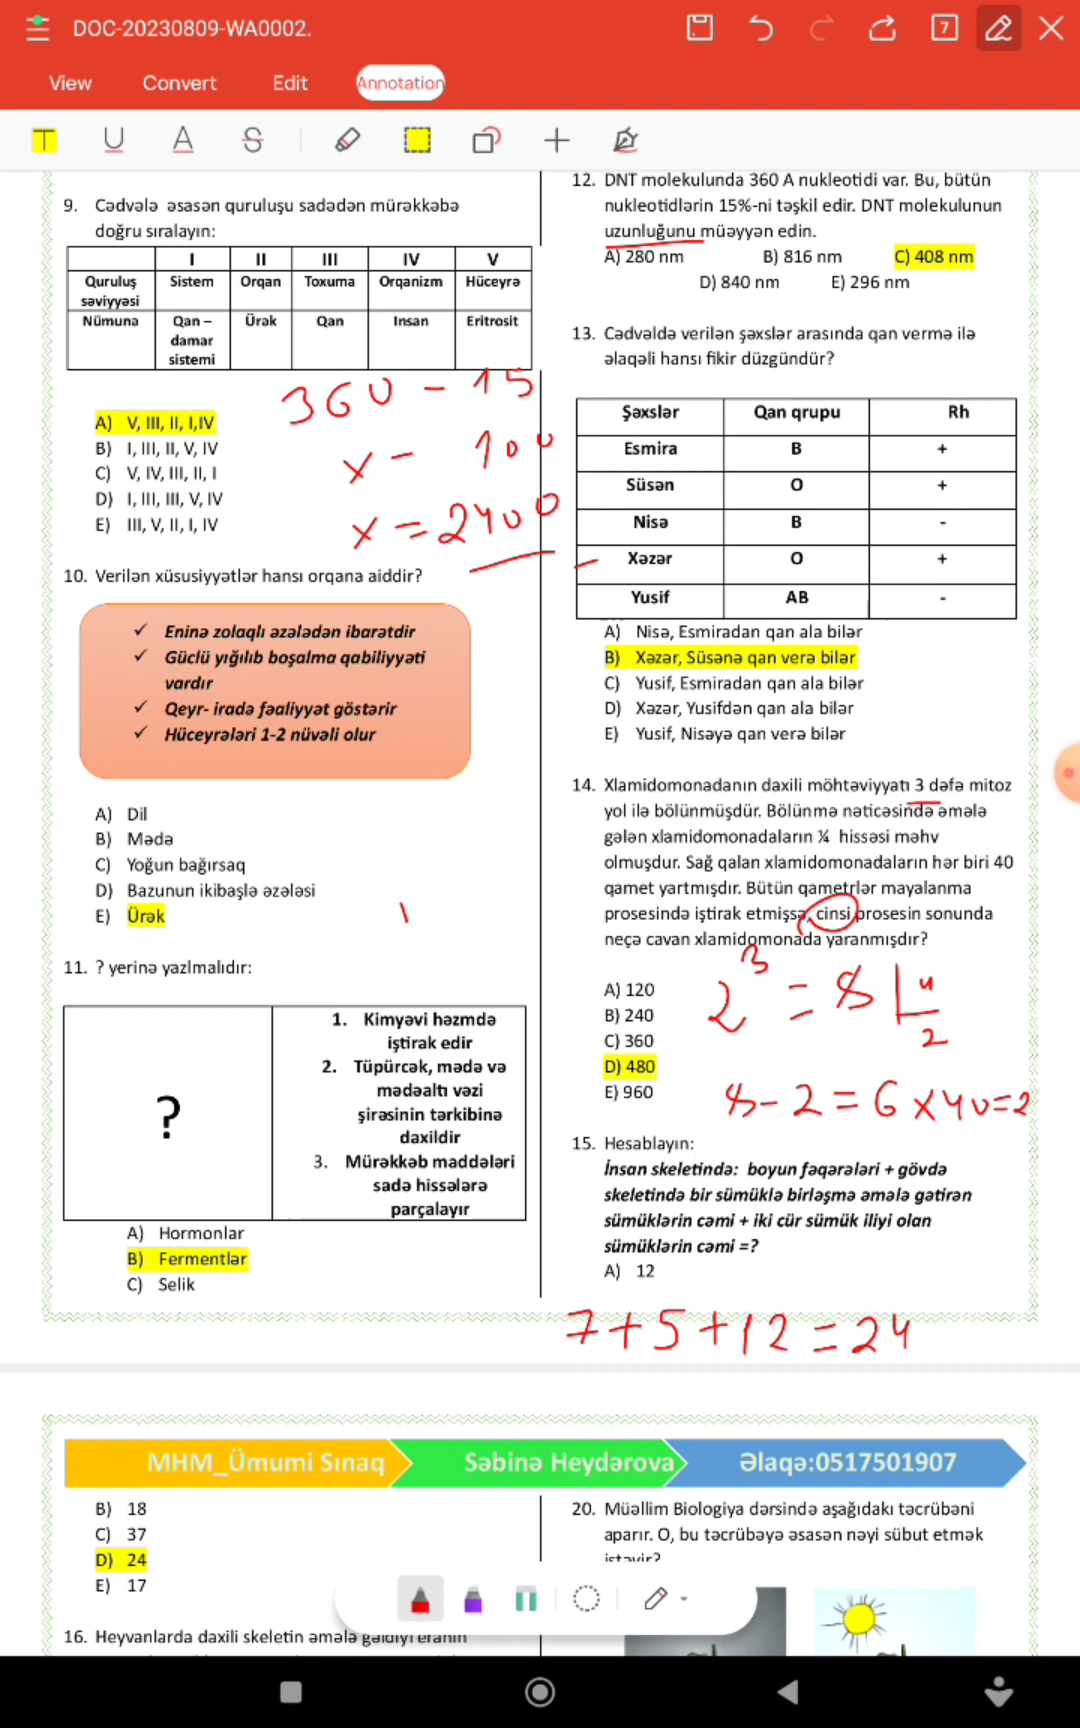 DOC-20230809-WA0002.
7
View Convert Edit Annotation
9. Cədvələ əsasən quruluşu sadədən mürəkkəbə
doğru sıralayın:
I II III IV V
Quruluş səviyyəsi Sistem Orqan Toxuma Orqanizm Hüceyrə
Nümunə Qan – damar sistemi Ürək Qan Insan Eritrosit
360 - 15
x - 100
x = 2400
A) V, III, II, I,IV
B) I, III, II, V, IV
C) V, IV, III, II, I
D) I, III, III, V, IV
E) III, V, II, I, IV
10. Verilən xüsusiyyətlər hansı orqana aiddir?
✓ Eninə zolaqlı əzələdən ibarətdir
✓ Güclü yığılıb boşalma qabiliyyəti
vardır
✓ Qeyr- iradə fəaliyyət göstərir
✓ Hüceyrələri 1-2 nüvəli olur
A) Dil
B) Mədə
C) Yoğun bağırsaq
D) Bazunun ikibaşlə əzələsi
E) Ürək
11. ? yerinə yazlmalıdır:
?
1. Kimyəvi həzmdə
iştirak edir
2. Tüpürcək, mədə və
mədəaltı vəzi
şirəsinin tərkibinə
daxildir
3. Mürəkkəb maddələri
sadə hissələrə
parçalayır
A) Hormonlar
B) Fermentlər
C) Selik
12. DNT molekulunda 360 A nukleotidi var. Bu, bütün
nukleotidlərin 15%-ni təşkil edir. DNT molekulunun
uzunluğunu müəyyən edin.
A) 280 nm B) 816 nm C) 408 nm
D) 840 nm E) 296 nm
13. Cədvəldə verilən şəxslər arasında qan vermə ilə
əlaqəli hansı fikir düzgündür?
Şəxslər Qan qrupu Rh
Esmira B +
Süsən O +
Nisə B -
Xəzər O +
Yusif AB -
A) Nisə, Esmiradan qan ala bilər
B) Xəzər, Süsənə qan verə bilər
C) Yusif, Esmiradan qan ala bilər
D) Xəzər, Yusifdən qan ala bilər
E) Yusif, Nisəyə qan verə bilər
14. Xlamidomonadanın daxili möhtəviyyatı 3 dəfə mitoz
yol ilə bölünmüşdür. Bölünmə nəticəsində əmələ
gələn xlamidomonadaların ¼ hissəsi məhv
olmuşdur. Sağ qalan xlamidomonadaların hər biri 40
qamet yartmışdır. Bütün qametrlər mayalanma
prosesində iştirak etmişsə, cinsi prosesin sonunda
neçə cavan xlamidomonada yaranmışdır?
A) 120
B) 240
C) 360
D) 480
E) 960
2³ = 8 4
2
8 - 2 = 6 x 40 = 2
15. Hesablayın:
İnsan skeletində: boyun fəqərələri + gövdə
skeletində bir sümüklə birləşmə əmələ gətirən
sümüklərin cəmi + iki cür sümük iliyi olan
sümüklərin cəmi =?
A) 12
7 + 5 + 12 = 24
MHM_Ümumi Sınaq Səbinə Heydərova Əlaqə:0517501907
B) 18
C) 37
D) 24
E) 17
16. Heyvanlarda daxili skeletin əmələ gəldiyi eranın
20. Müəllim Biologiya dərsində aşağıdakı təcrübəni
aparır. O, bu təcrübəyə əsasən nəyi sübut etmək
istəyir?